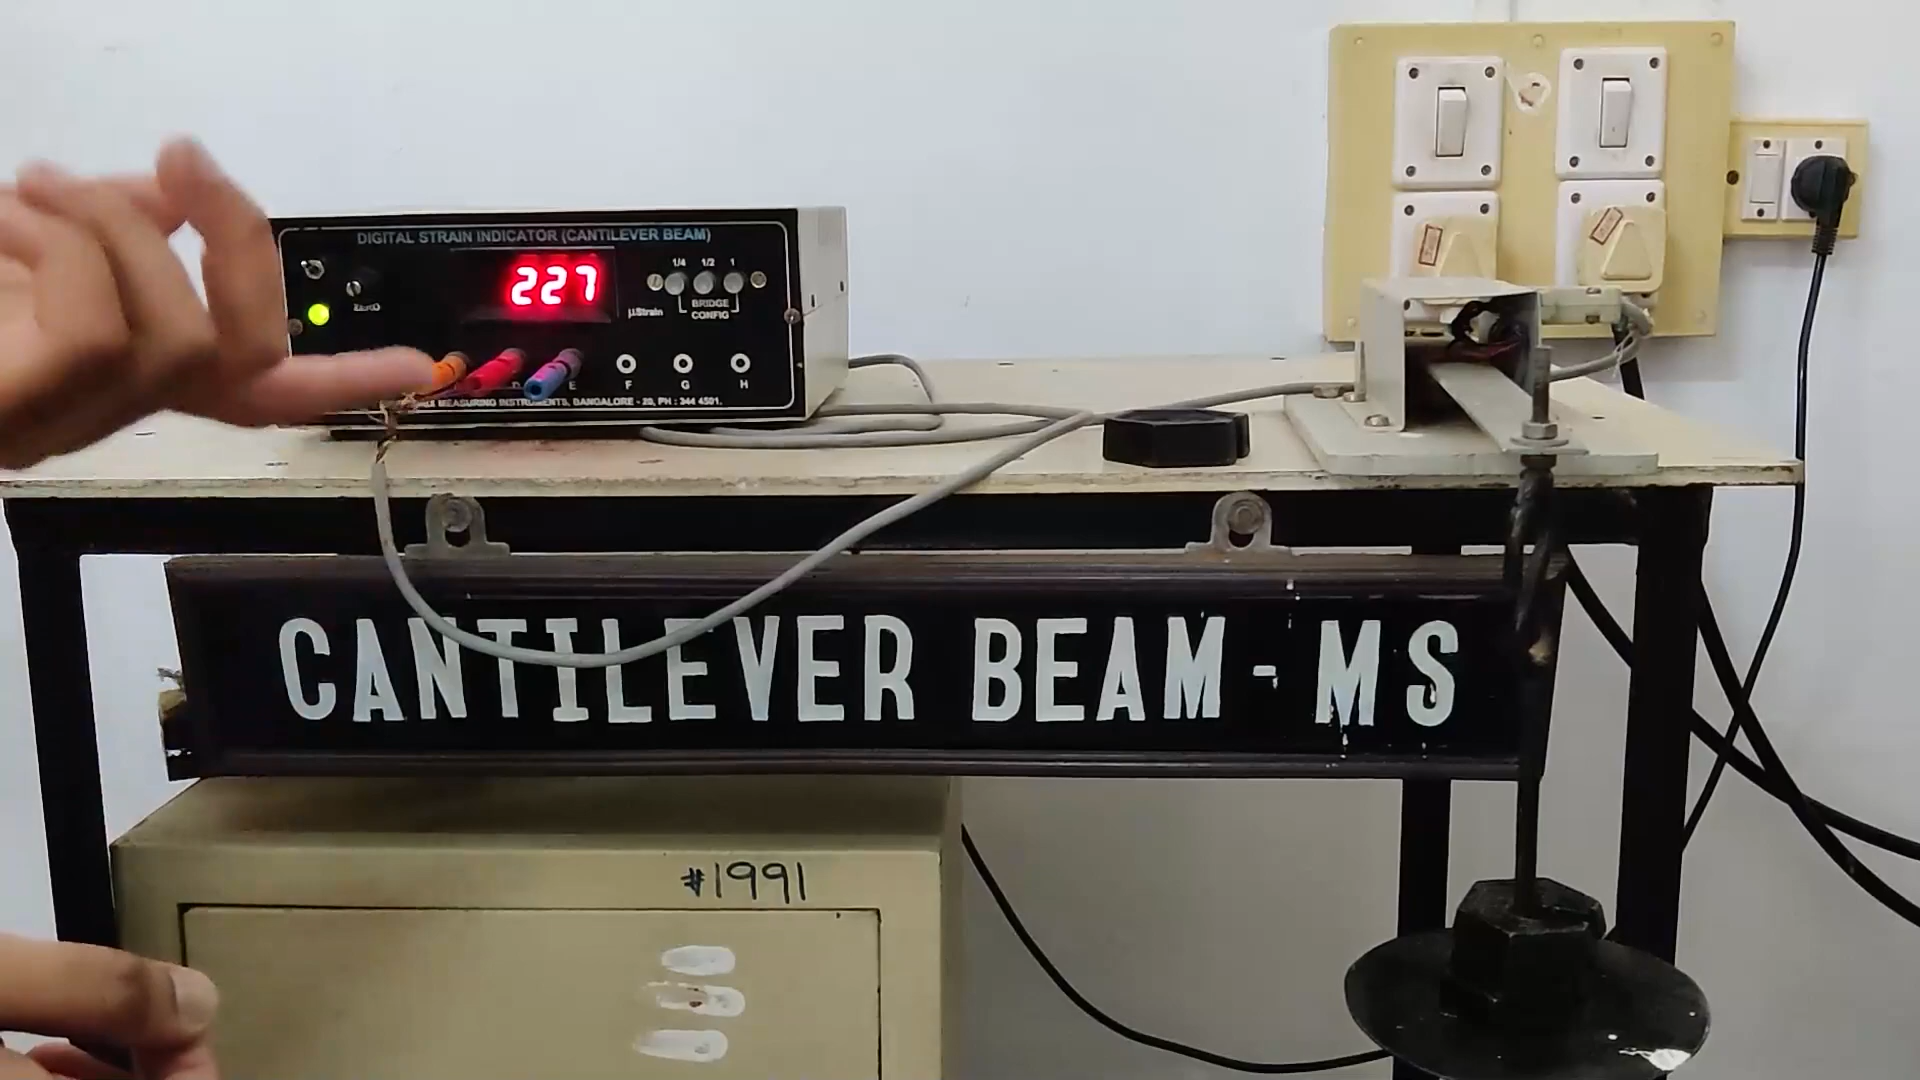 DIGITAL STRAIN INDICATOR (CANTILEVER BEAM)
227
1/4 1/2 1
ZERO
µStrain
BRIDGE
CONFIG
D E F G H
MEASURING INSTRUMENTS, BANGALORE - 20, PH : 344 4501.
CANTILEVER BEAM - MS
#1991